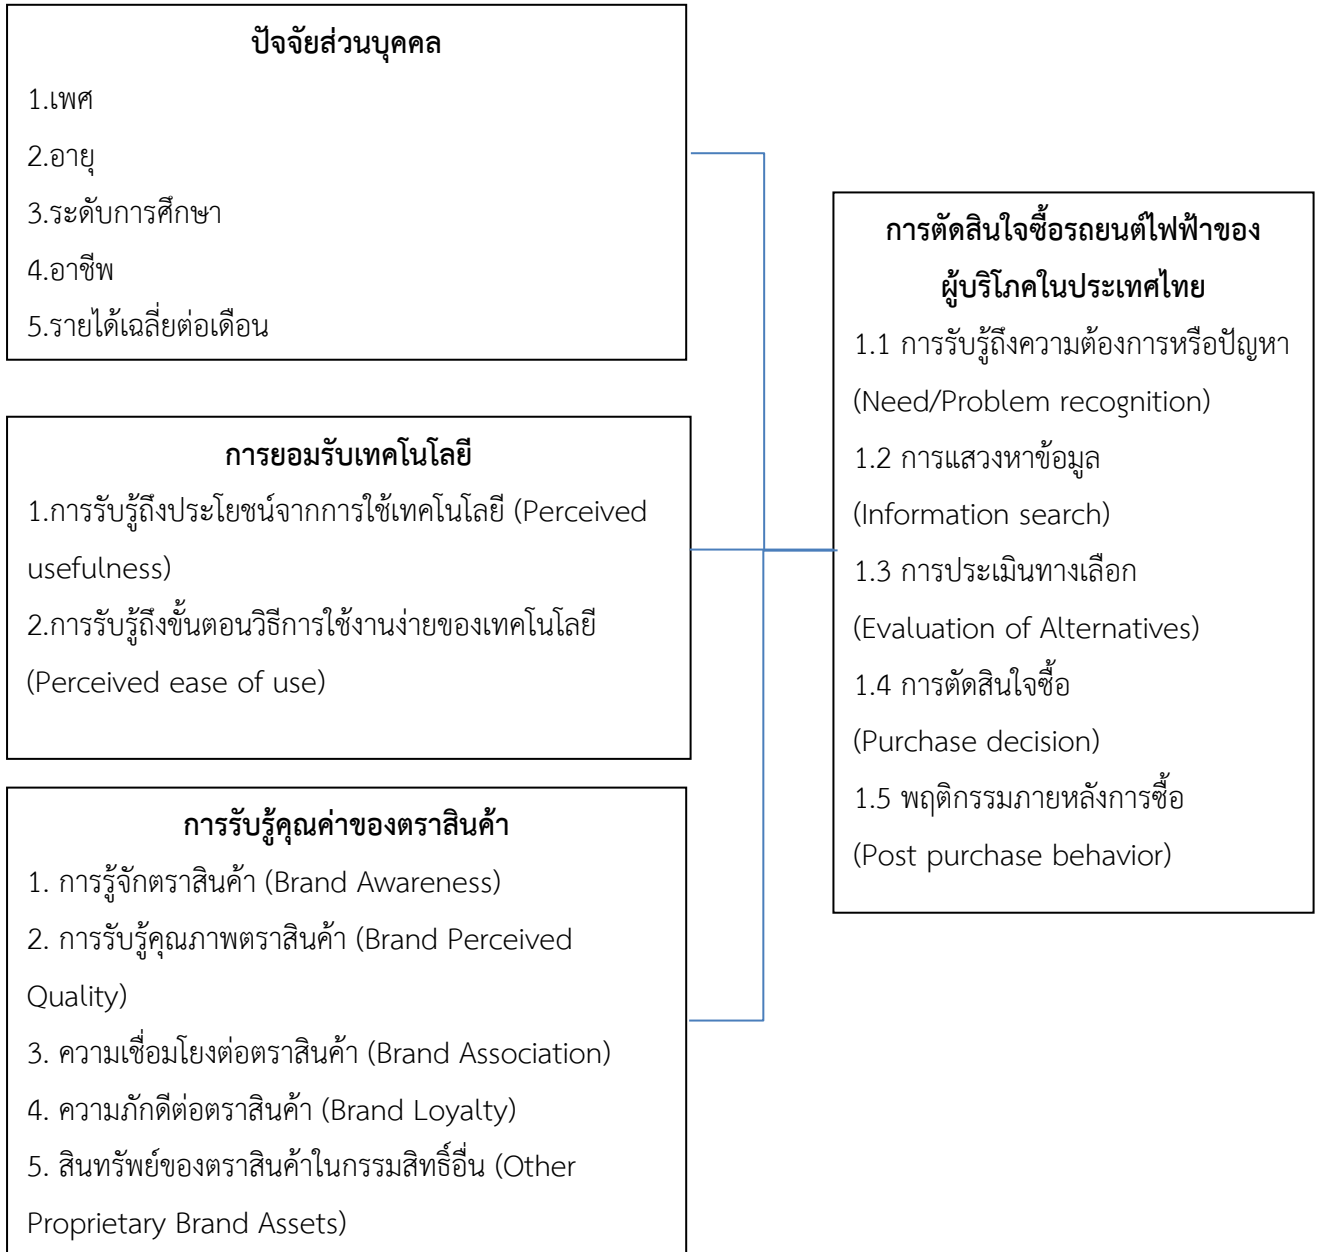 ปัจจัยส่วนบุคคล
1.เพศ
2.อายุ
3.ระดับการศึกษา
4.อาชีพ
5.รายได้เฉลี่ยต่อเดือน
การยอมรับเทคโนโลยี
1.การรับรู้ถึงประโยชน์จากการใช้เทคโนโลยี (Perceived
usefulness)
2.การรับรู้ถึงขั้นตอนวิธีการใช้งานง่ายของเทคโนโลยี
(Perceived ease of use)
การรับรู้คุณค่าของตราสินค้า
1. การรู้จักตราสินค้า (Brand Awareness)
2. การรับรู้คุณภาพตราสินค้า (Brand Perceived
Quality)
3. ความเชื่อมโยงต่อตราสินค้า (Brand Association)
4. ความภักดีต่อตราสินค้า (Brand Loyalty)
5. สินทรัพย์ของตราสินค้าในกรรมสิทธิ์อื่น (Other
Proprietary Brand Assets)
การตัดสินใจซื้อรถยนต์ไฟฟ้าของ
ผู้บริโภคในประเทศไทย
1.1 การรับรู้ถึงความต้องการหรือปัญหา
(Need/Problem recognition)
1.2 การแสวงหาข้อมูล
(Information search)
1.3 การประเมินทางเลือก
(Evaluation of Alternatives)
1.4 การตัดสินใจซื้อ
(Purchase decision)
1.5 พฤติกรรมภายหลังการซื้อ
(Post purchase behavior)